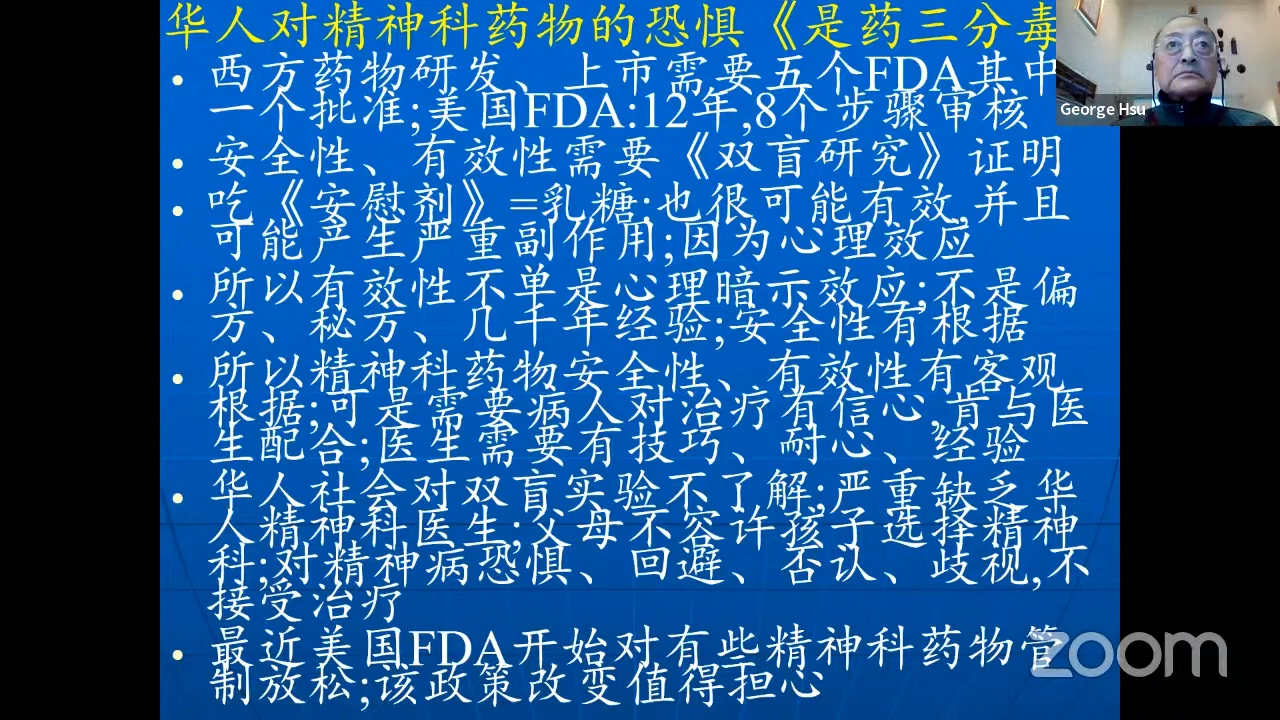 华人对精神科药物的恐惧《是药三分毒
• 西方药物研发、上市需要五个FDA其中
一个批准;美国FDA:12年,8个步骤审核
• 安全性、有效性需要《双盲研究》证明
• 吃《安慰剂》=乳糖;也很可能有效,并且
可能产生严重副作用;因为心理效应
• 所以有效性不单是心理暗示效应;不是偏
方、秘方、几千年经验;安全性有根据
• 所以精神科药物安全性、有效性有客观
根据;可是需要病人对治疗有信心,肯与医
生配合;医生需要有技巧、耐心、经验
• 华人社会对双盲实验不了解;严重缺乏华
人精神科医生;父母不容许孩子选择精神
科;对精神病恐惧、回避、否认、歧视,不
接受治疗
• 最近美国FDA开始对有些精神科药物管
制放松;该政策改变值得担心
George Hsu
zoom